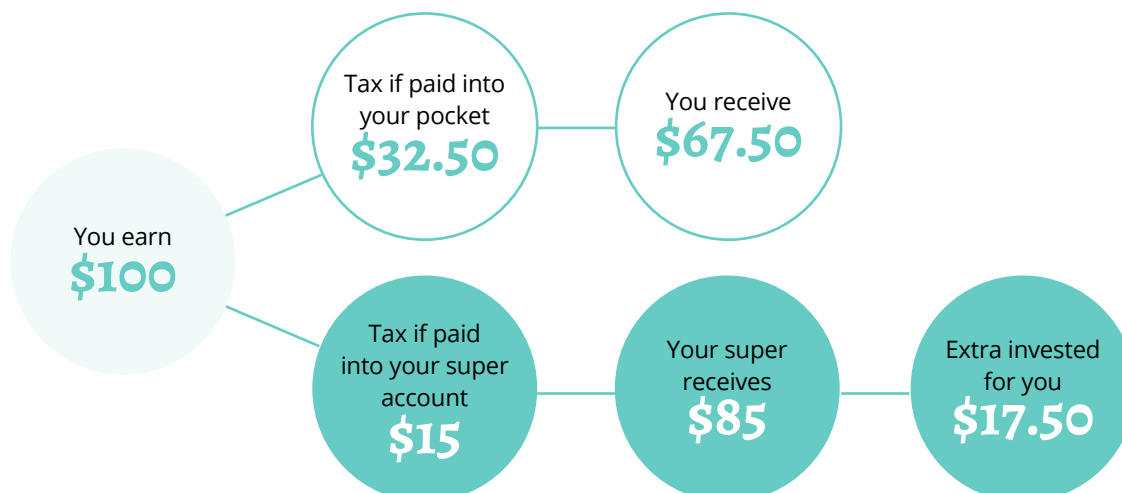 You earn
$100
Tax if paid into
your pocket
$32.50
You receive
$67.50
Tax if paid
into your super
account
$15
Your super
receives
$85
Extra invested
for you
$17.50